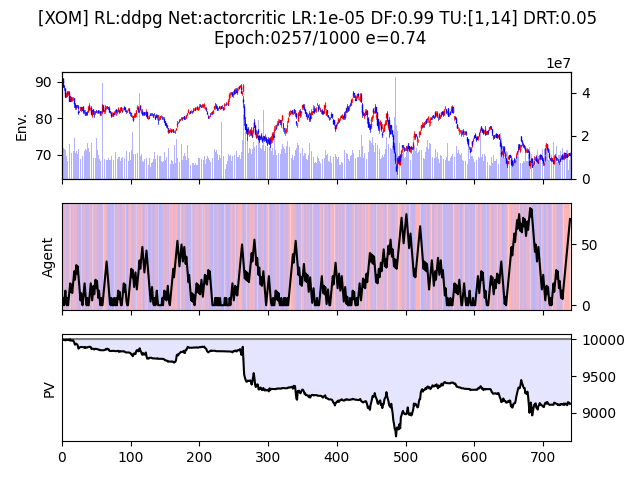 [XOM] RL:ddpg Net:actorcritic LR:1e-05 DF:0.99 TU:[1,14] DRT:0.05
Epoch:0257/1000 e=0.74
1e7
90
80
70
Env.
4
2
0
Agent
50
0
PV
10000
9500
9000
0 100 200 300 400 500 600 700